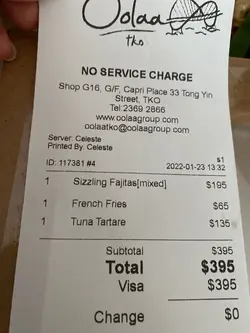 Oolaa
tko
NO SERVICE CHARGE
Shop G16, G/F, Capri Place 33 Tong Yin
Street, TKO
Tel:2369 2866
www.oolaagroup.com
oolaatko@oolaagroup.com
Server: Celeste
Printed By: Celeste
$1
ID: 117381 #4 2022-01-23 13:32
1 Sizzling Fajitas[mixed] $195
1 French Fries $65
1 Tuna Tartare $135
Subtotal $395
Total $395
Visa $395
Change $0